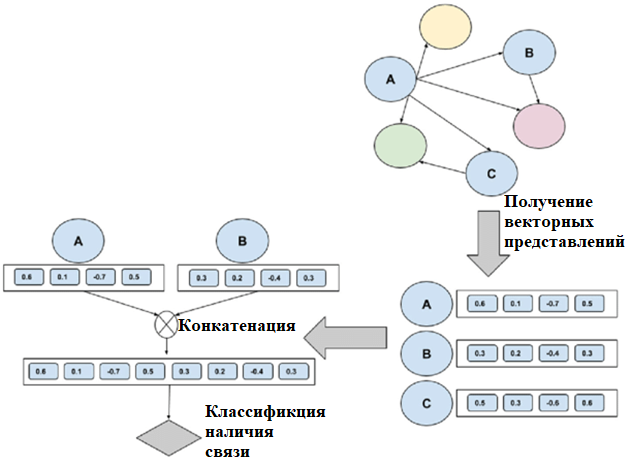 A
B
C
Получение
векторных
представлений
A
B
0.6 0.1 -0.7 0.5
0.3 0.2 -0.4 0.3
Конкатенация
0.6 0.1 -0.7 0.5 0.3 0.2 -0.4 0.3
Классификция
наличия
связи
A 0.6 0.1 -0.7 0.5
B 0.3 0.2 -0.4 0.3
C 0.5 0.3 -0.6 0.6